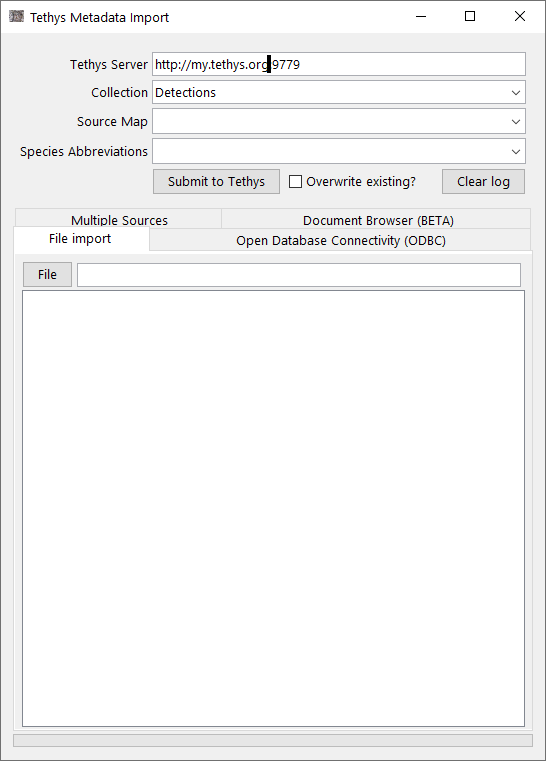 Tethys Metadata Import
Tethys Server http://my.tethys.org:9779
Collection Detections
Source Map
Species Abbreviations
Submit to Tethys Overwrite existing? Clear log
Multiple Sources Document Browser (BETA)
File import Open Database Connectivity (ODBC)
File